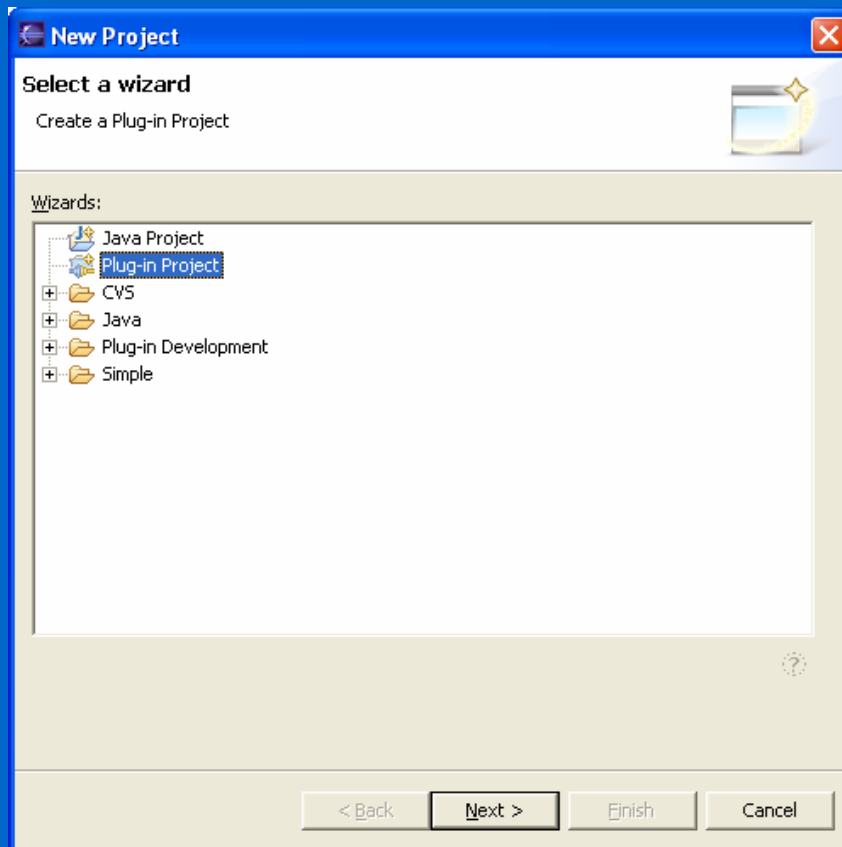 New Project
Select a wizard
Create a Plug-in Project
Wizards:
Java Project
Plug-in Project
CVS
Java
Plug-in Development
Simple
?
< Back Next > Finish Cancel